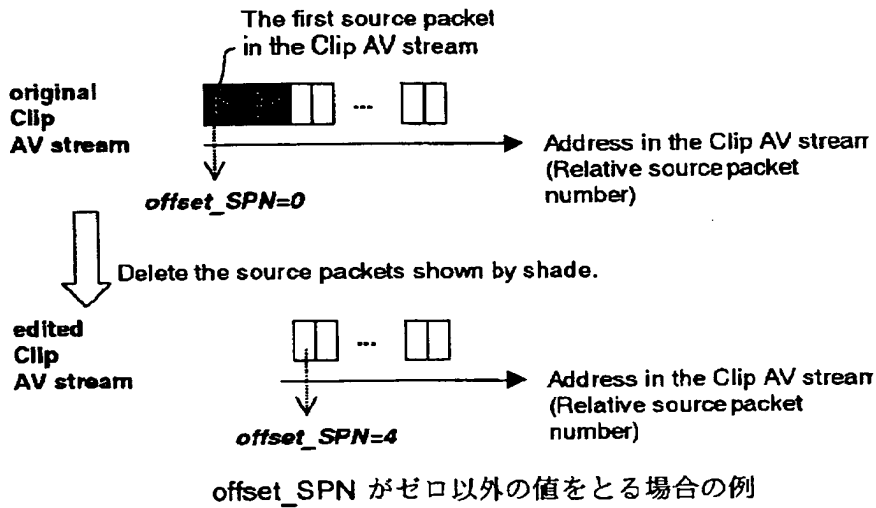 The first source packet
in the Clip AV stream
original
Clip
AV stream
...
Address in the Clip AV stream
(Relative source packet
number)
offset_SPN=0
Delete the source packets shown by shade.
edited
Clip
AV stream
...
Address in the Clip AV stream
(Relative source packet
number)
offset_SPN=4
offset_SPN がゼロ以外の値をとる場合の例